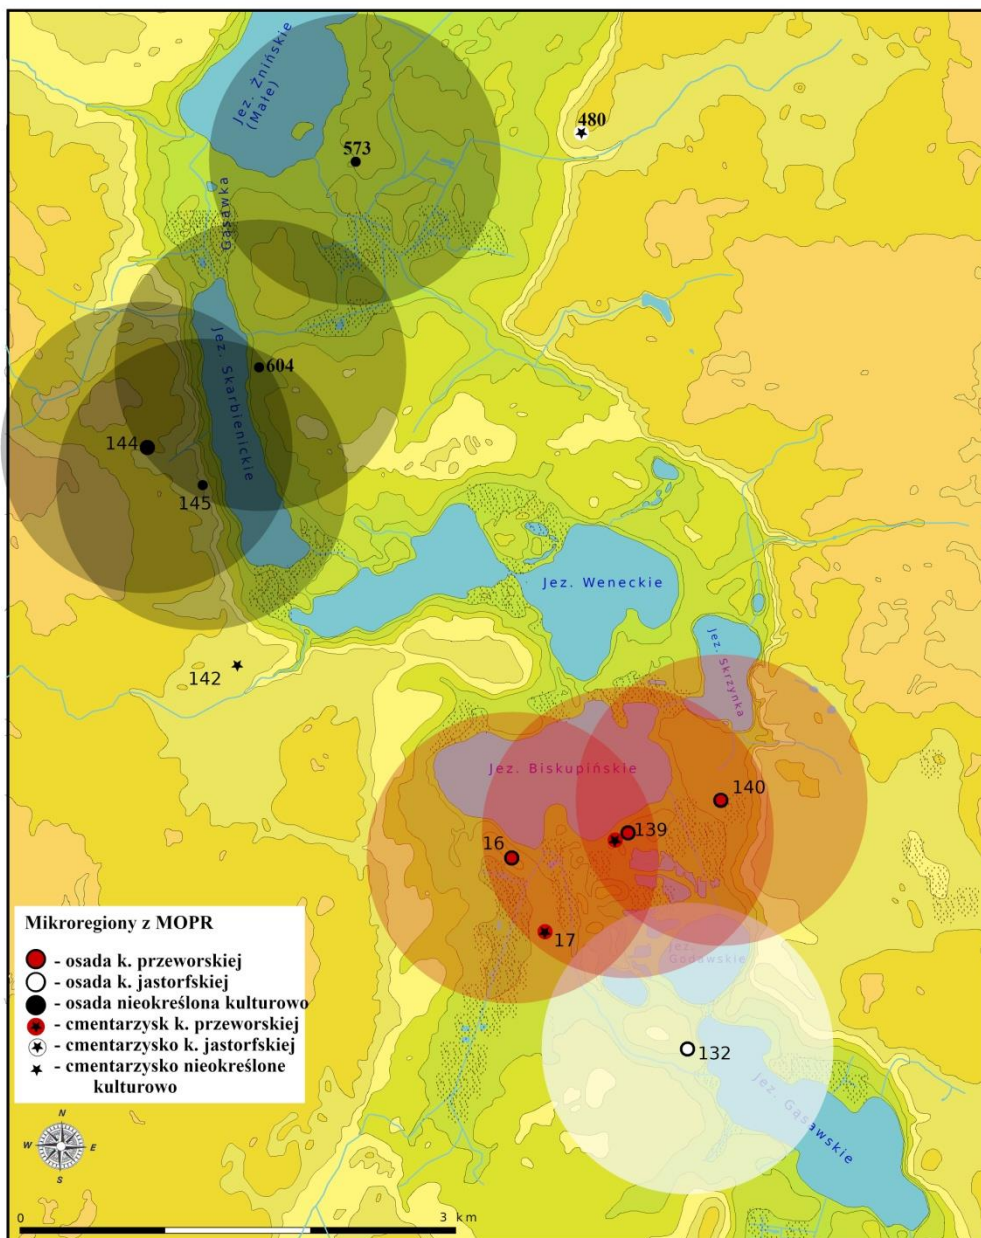 Jez. Żnińskie
(Małe)
480
573
Gąsawka
Jez. Skarbienickie
604
144
145
Jez. Weneckie
142
Jez. Skrzynka
Jez. Biskupińskie
140
139
16
17
Jez.
Godawskie
132
Jez. Gąsawskie
Mikroregiony z MOPR
- osada k. przeworskiej
- osada k. jastorfskiej
- osada nieokreślona kulturowo
- cmentarzysk k. przeworskiej
- cmentarzysko k. jastorfskiej
- cmentarzysko nieokreślone
kulturowo
N
W E
S
0 3 km